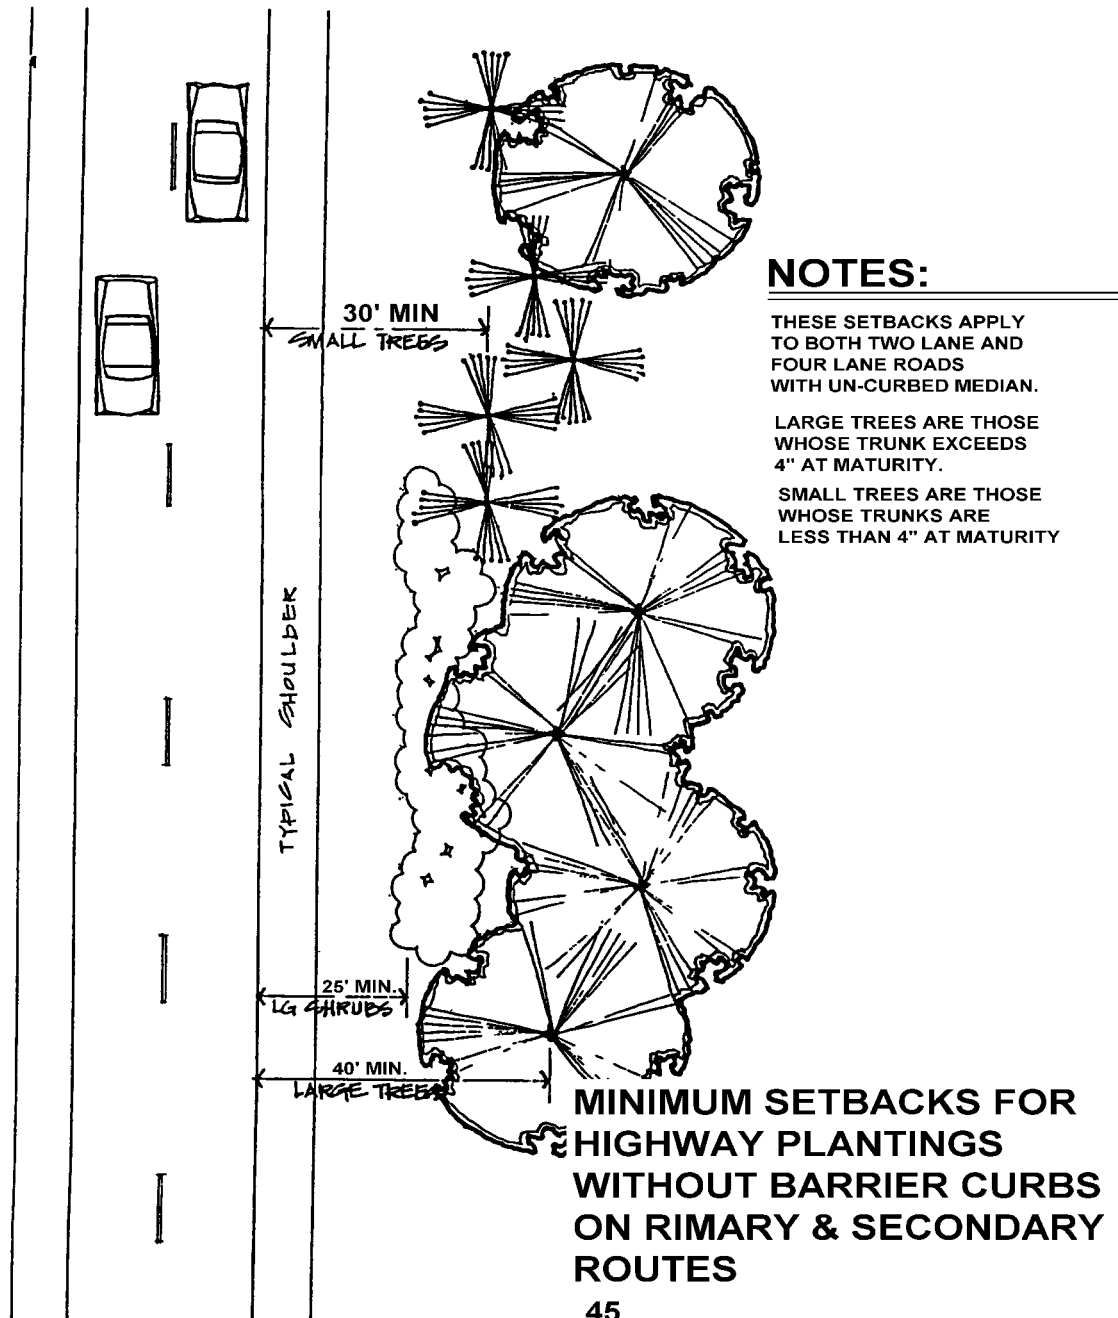 NOTES:
30' MIN
SMALL TREES
THESE SETBACKS APPLY
TO BOTH TWO LANE AND
FOUR LANE ROADS
WITH UN-CURBED MEDIAN.
LARGE TREES ARE THOSE
WHOSE TRUNK EXCEEDS
4" AT MATURITY.
SMALL TREES ARE THOSE
WHOSE TRUNKS ARE
LESS THAN 4" AT MATURITY
TYPICAL SHOULDER
25' MIN.
LG SHRUBS
40' MIN.
LARGE TREES
MINIMUM SETBACKS FOR
HIGHWAY PLANTINGS
WITHOUT BARRIER CURBS
ON RIMARY & SECONDARY
ROUTES
45